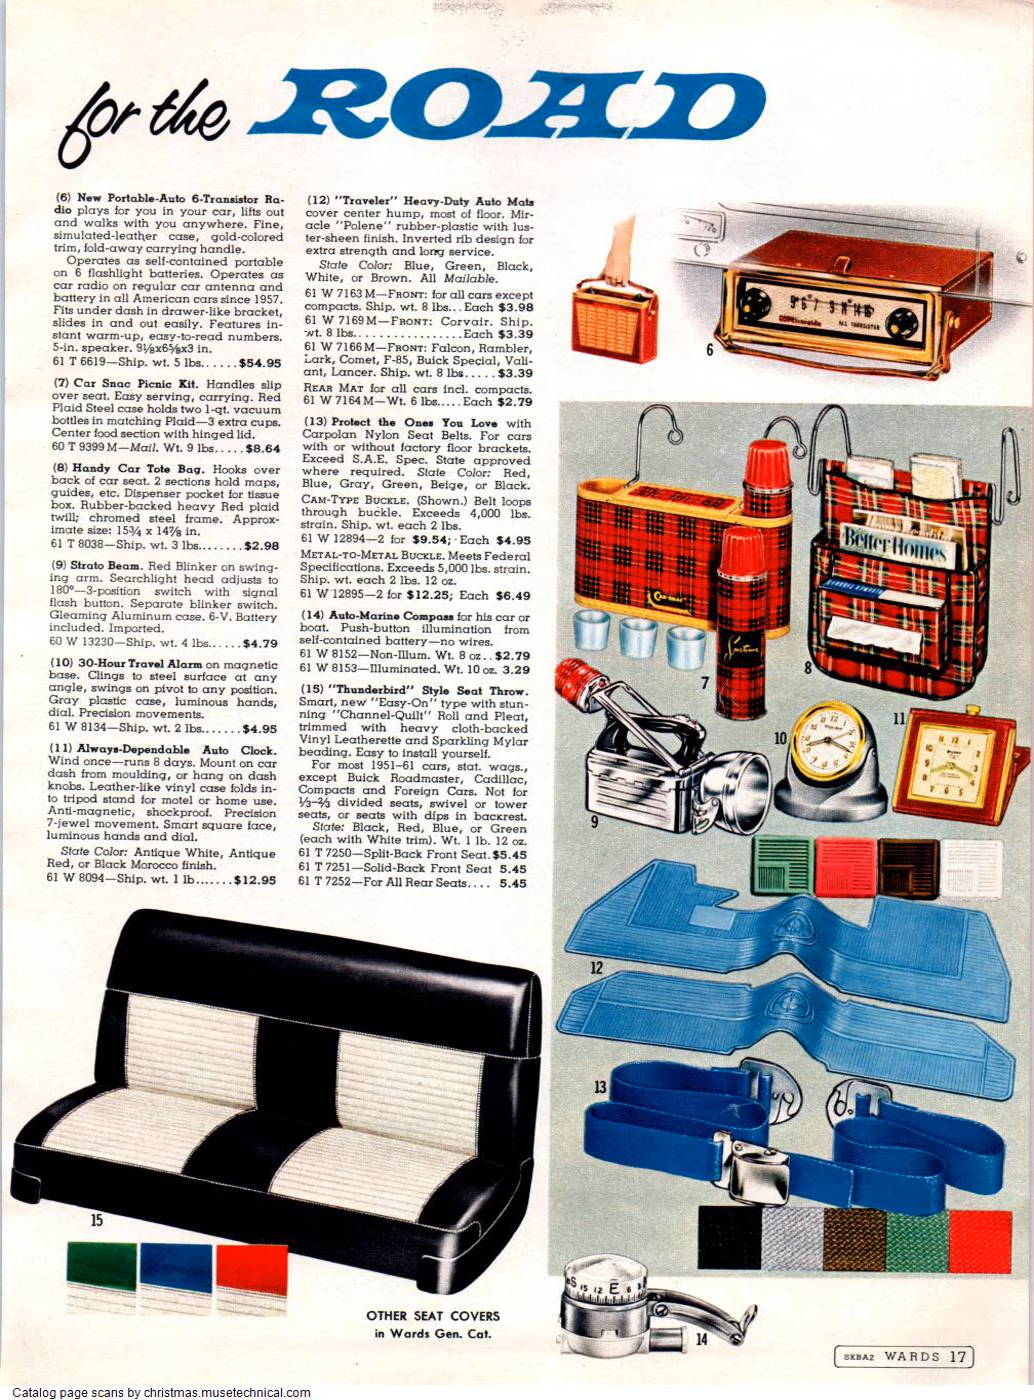 for the ROAD
(6) New Portable-Auto 6-Transistor Ra-
dio plays for you in your car, lifts out
and walks with you anywhere. Fine,
simulated-leather case, gold-colored
trim, fold-away carrying handle.
Operates as self-contained portable
on 6 flashlight batteries. Operates as
car radio on regular car antenna and
battery in all American cars since 1957.
Fits under dash in drawer-like bracket,
slides in and out easily. Features in-
stant warm-up, easy-to-read numbers.
5-in. speaker. 9⅛x6⅝x3 in.
61 T 6619—Ship. wt. 5 lbs......$54.95
(7) Car Snac Picnic Kit. Handles slip
over seat. Easy serving, carrying. Red
Plaid Steel case holds two 1-qt. vacuum
bottles in matching Plaid—3 extra cups.
Center food section with hinged lid.
60 T 9399 M—Mail. Wt. 9 lbs.....$8.64
(8) Handy Car Tote Bag. Hooks over
back of car seat. 2 sections hold maps,
guides, etc. Dispenser pocket for tissue
box. Rubber-backed heavy Red plaid
twill; chromed steel frame. Approx-
imate size: 15¾ x 14⅞ in.
61 T 8038—Ship. wt. 3 lbs........$2.98
(9) Strato Beam. Red Blinker on swing-
ing arm. Searchlight head adjusts to
180°—3-position switch with signal
flash button. Separate blinker switch.
Gleaming Aluminum case. 6-V. Battery
included. Imported.
60 W 13230—Ship. wt. 4 lbs......$4.79
(10) 30-Hour Travel Alarm on magnetic
base. Clings to steel surface at any
angle, swings on pivot to any position.
Gray plastic case, luminous hands,
dial. Precision movements.
61 W 8134—Ship. wt. 2 lbs.......$4.95
(11) Always-Dependable Auto Clock.
Wind once—runs 8 days. Mount on car
dash from moulding, or hang on dash
knobs. Leather-like vinyl case folds in-
to tripod stand for motel or home use.
Anti-magnetic, shockproof. Precision
7-jewel movement. Smart square face,
luminous hands and dial.
State Color: Antique White, Antique
Red, or Black Morocco finish.
61 W 8094—Ship. wt. 1 lb.......$12.95
(12) "Traveler" Heavy-Duty Auto Mats
cover center hump, most of floor. Mir-
acle "Polene" rubber-plastic with lus-
ter-sheen finish. Inverted rib design for
extra strength and long service.
State Color: Blue, Green, Black,
White, or Brown. All Mailable.
61 W 7163 M—FRONT: for all cars except
compacts. Ship. wt. 8 lbs...Each $3.98
61 W 7169 M—FRONT: Corvair. Ship.
wt. 8 lbs.................Each $3.39
61 W 7166 M—FRONT: Falcon, Rambler,
Lark, Comet, F-85, Buick Special, Vali-
ant, Lancer. Ship. wt. 8 lbs.....$3.39
REAR MAT for all cars incl. compacts.
61 W 7164 M—Wt. 6 lbs.....Each $2.79
(13) Protect the Ones You Love with
Carpolan Nylon Seat Belts. For cars
with or without factory floor brackets.
Exceed S.A.E. Spec. State approved
where required. State Color: Red,
Blue, Gray, Green, Beige, or Black.
CAM-TYPE BUCKLE. (Shown.) Belt loops
through buckle. Exceeds 4,000 lbs.
strain. Ship. wt. each 2 lbs.
61 W 12894—2 for $9.54; Each $4.95
METAL-TO-METAL BUCKLE. Meets Federal
Specifications. Exceeds 5,000 lbs. strain.
Ship. wt. each 2 lbs. 12 oz.
61 W 12895—2 for $12.25; Each $6.49
(14) Auto-Marine Compass for his car or
boat. Push-button illumination from
self-contained battery—no wires.
61 W 8152—Non-Illum. Wt. 8 oz..$2.79
61 W 8153—Illuminated. Wt. 10 oz. 3.29
(15) "Thunderbird" Style Seat Throw.
Smart, new "Easy-On" type with stun-
ning "Channel-Quilt" Roll and Pleat,
trimmed with heavy cloth-backed
Vinyl Leatherette and Sparkling Mylar
beading. Easy to install yourself.
For most 1951-61 cars, stat. wags.,
except Buick Roadmaster, Cadillac,
Compacts and Foreign Cars. Not for
⅓-⅔ divided seats, swivel or tower
seats, or seats with dips in backrest.
State: Black, Red, Blue, or Green
(each with White trim). Wt. 1 lb. 12 oz.
61 T 7250—Split-Back Front Seat.$5.45
61 T 7251—Solid-Back Front Seat 5.45
61 T 7252—For All Rear Seats.... 5.45
6
ALL TRANSISTOR
Better Homes
7
8
9
10
11
12
13
15
S 15 12 E 6
14
OTHER SEAT COVERS
in Wards Gen. Cat.
SKBA2 WARDS 17
Catalog page scans by christmas.musetechnical.com